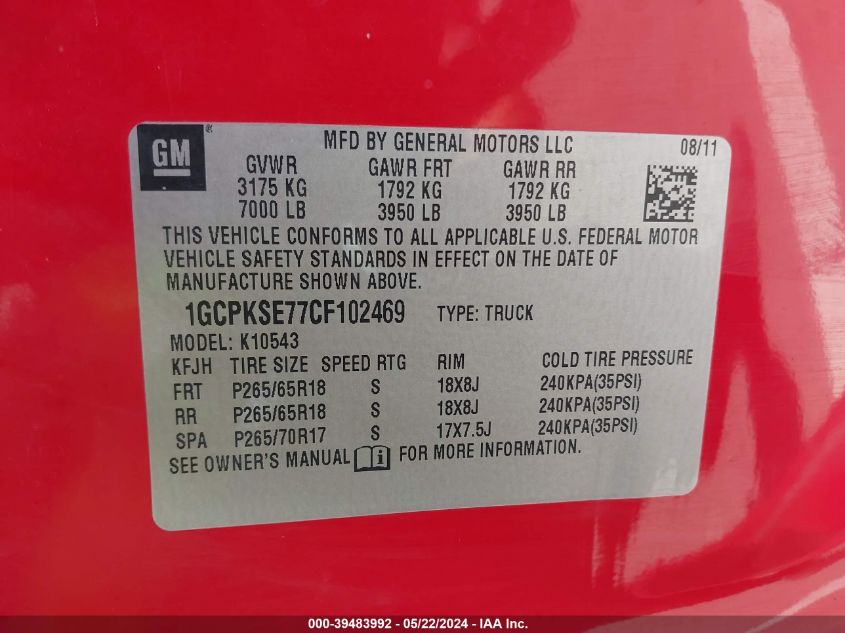 GM ® MFD BY GENERAL MOTORS LLC 08/11
GVWR GAWR FRT GAWR RR
3175 KG 1792 KG 1792 KG
7000 LB 3950 LB 3950 LB
THIS VEHICLE CONFORMS TO ALL APPLICABLE U.S. FEDERAL MOTOR
VEHICLE SAFETY STANDARDS IN EFFECT ON THE DATE OF
MANUFACTURE SHOWN ABOVE.
1GCPKSE77CF102469 TYPE: TRUCK
MODEL: K10543
KFJH TIRE SIZE SPEED RTG RIM COLD TIRE PRESSURE
FRT P265/65R18 S 18X8J 240KPA(35PSI)
RR P265/65R18 S 18X8J 240KPA(35PSI)
SPA P265/70R17 S 17X7.5J 240KPA(35PSI)
SEE OWNER'S MANUAL i FOR MORE INFORMATION.
000-39483992 - 05/22/2024 - IAA Inc.